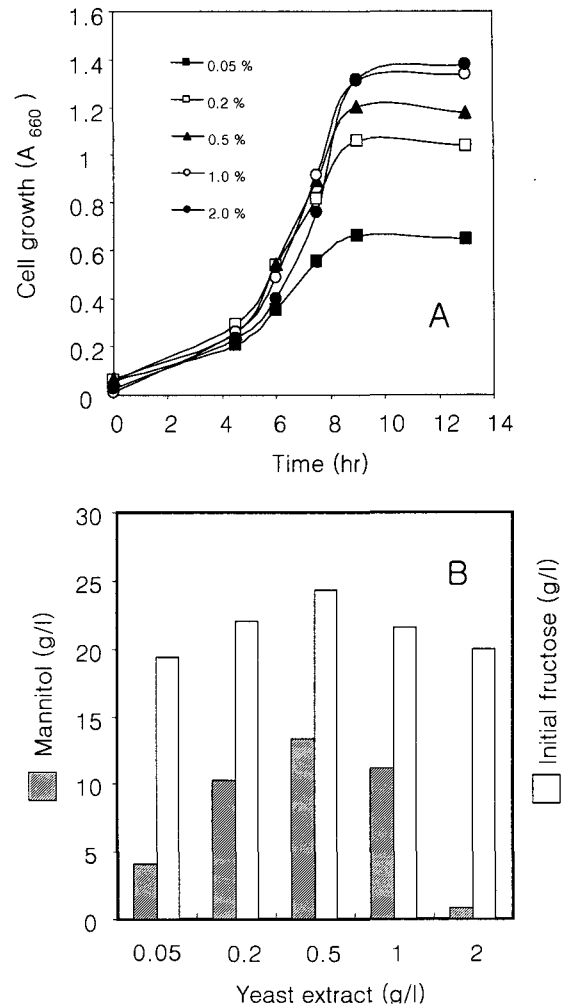 1.6
1.4
1.2
1.0
0.8
0.6
0.4
0.2
0
Cell growth (A 660)
0.05 %
0.2 %
0.5 %
1.0 %
2.0 %
A
0 2 4 6 8 10 12 14
Time (hr)
30
25
20
15
10
5
0
Mannitol (g/l)
B
Initial fructose (g/l)
0.05 0.2 0.5 1 2
Yeast extract (g/l)